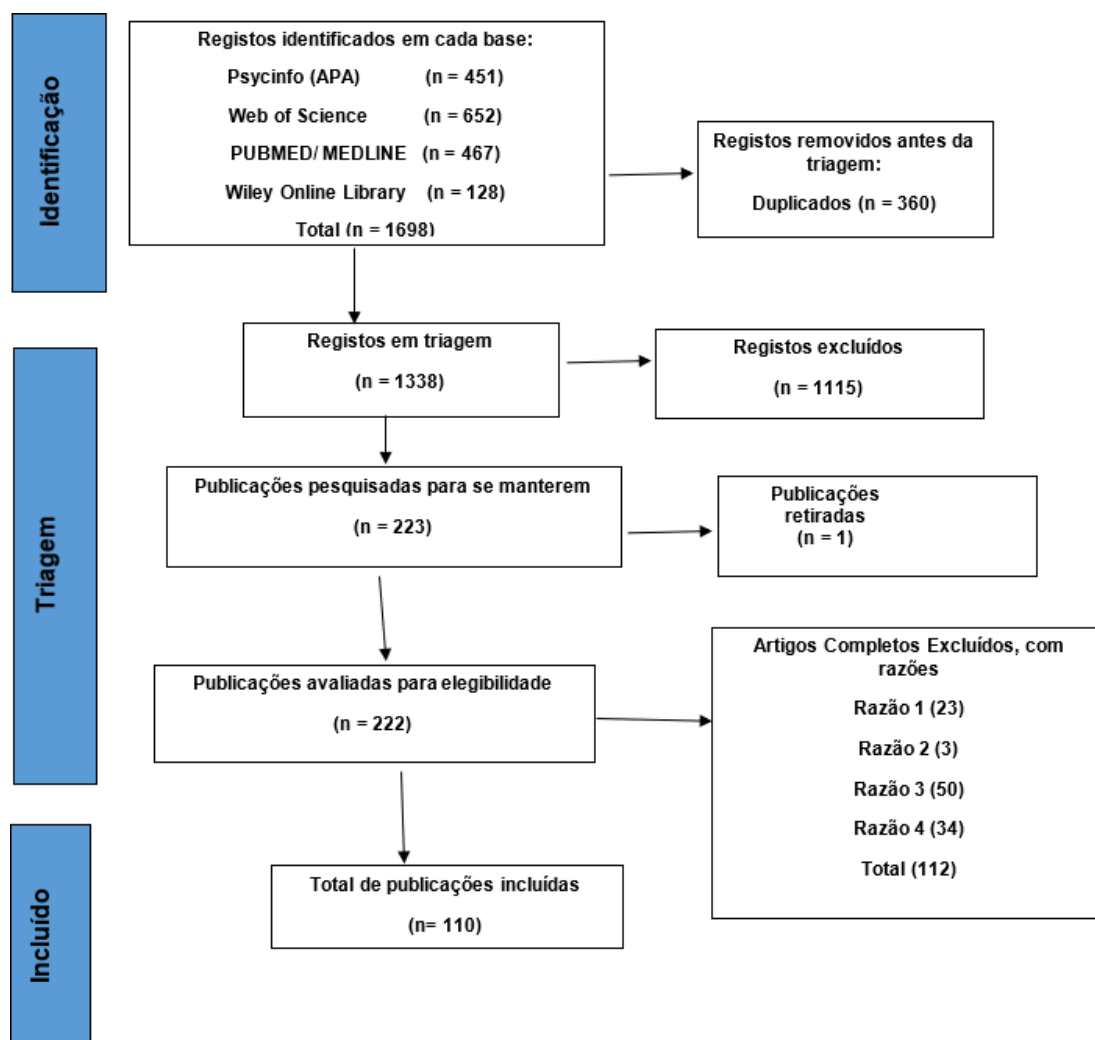 Identificação
Registos identificados em cada base:
Psycinfo (APA) (n = 451)
Web of Science (n = 652)
PUBMED/ MEDLINE (n = 467)
Wiley Online Library (n = 128)
Total (n = 1698)
Registos removidos antes da
triagem:
Duplicados (n = 360)
Triagem
Registos em triagem
(n = 1338)
Registos excluídos
(n = 1115)
Publicações pesquisadas para se manterem
(n = 223)
Publicações
retiradas
(n = 1)
Publicações avaliadas para elegibilidade
(n = 222)
Artigos Completos Excluídos, com
razões
Razão 1 (23)
Razão 2 (3)
Razão 3 (50)
Razão 4 (34)
Total (112)
Incluído
Total de publicações incluídas
(n= 110)